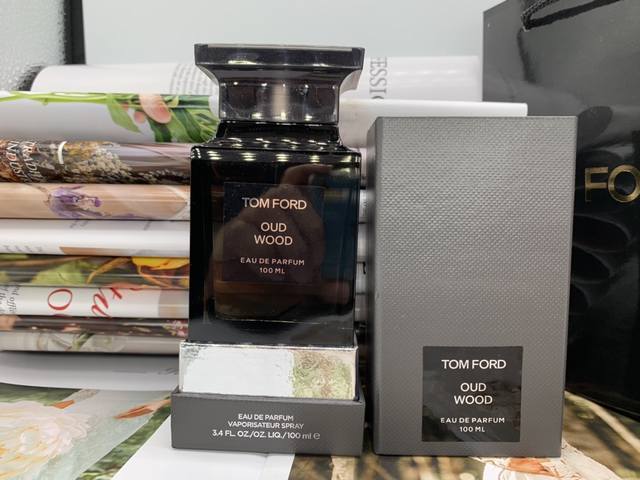 TOM FORD
OUD
WOOD
EAU DE PARFUM
100 ML
EAU DE PARFUM
VAPORISATEUR SPRAY
3.4 FL. OZ./OZ. LIQ./100 ml ℮
TOM FORD
OUD
WOOD
EAU DE PARFUM
100 ML
FO